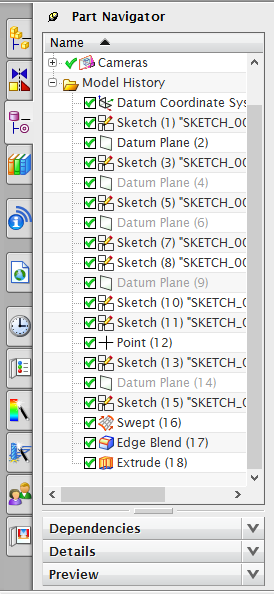 Part Navigator
Name
Cameras
Model History
Datum Coordinate Sy
Sketch (1) "SKETCH_00
Datum Plane (2)
Sketch (3) "SKETCH_00
Datum Plane (4)
Sketch (5) "SKETCH_00
Datum Plane (6)
Sketch (7) "SKETCH_00
Sketch (8) "SKETCH_00
Datum Plane (9)
Sketch (10) "SKETCH_0
Sketch (11) "SKETCH_0
Point (12)
Sketch (13) "SKETCH_0
Datum Plane (14)
Sketch (15) "SKETCH_0
Swept (16)
Edge Blend (17)
Extrude (18)
Dependencies
Details
Preview